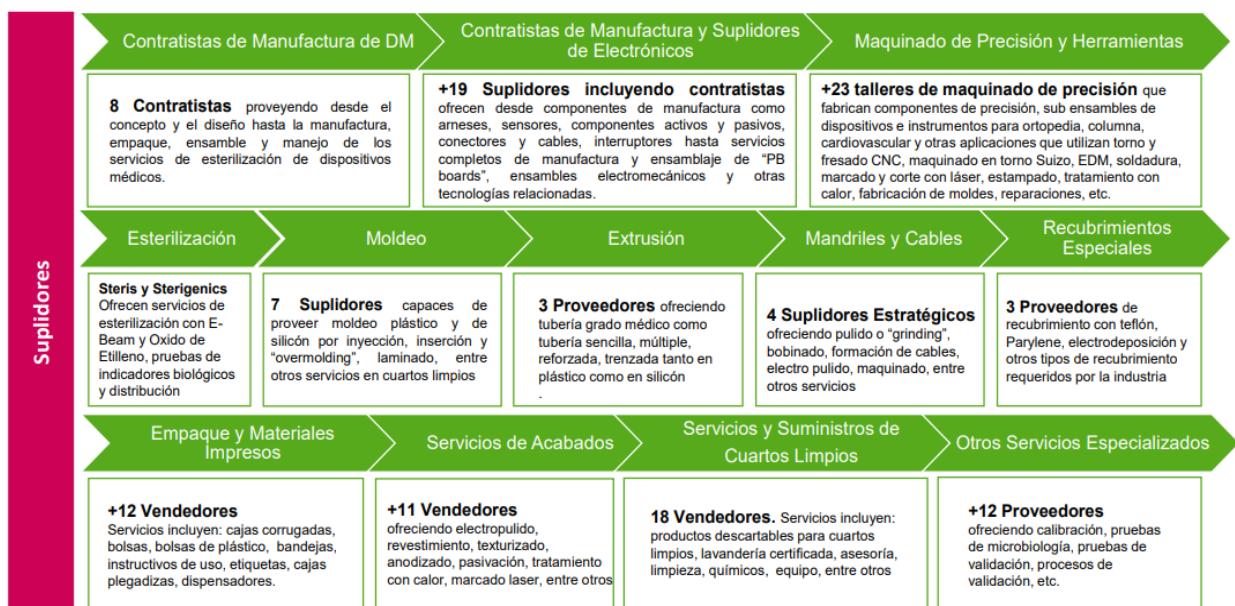 Suplidores
Contratistas de Manufactura de DM
Contratistas de Manufactura y Suplidores
de Electrónicos
Maquinado de Precisión y Herramientas
8 Contratistas proveyendo desde el
concepto y el diseño hasta la manufactura,
empaque, ensamble y manejo de los
servicios de esterilización de dispositivos
médicos.
+19 Suplidores incluyendo contratistas
ofrecen desde componentes de manufactura como
arneses, sensores, componentes activos y pasivos,
conectores y cables, interruptores hasta servicios
completos de manufactura y ensamblaje de “PB
boards”, ensambles electromecánicos y otras
tecnologías relacionadas.
+23 talleres de maquinado de precisión que
fabrican componentes de precisión, sub ensambles de
dispositivos e instrumentos para ortopedia, columna,
cardiovascular y otras aplicaciones que utilizan torno y
fresado CNC, maquinado en torno Suizo, EDM, soldadura,
marcado y corte con láser, estampado, tratamiento con
calor, fabricación de moldes, reparaciones, etc.
Esterilización
Moldeo
Extrusión
Mandriles y Cables
Recubrimientos
Especiales
Steris y Sterigenics
Ofrecen servicios de
esterilización con E-
Beam y Oxido de
Etilleno, pruebas de
indicadores biológicos
y distribución
7 Suplidores capaces de
proveer moldeo plástico y de
silicón por inyección, inserción y
“overmolding”, laminado, entre
otros servicios en cuartos limpios
3 Proveedores ofreciendo
tubería grado médico como
tubería sencilla, múltiple,
reforzada, trenzada tanto en
plástico como en silicón
.
4 Suplidores Estratégicos
ofreciendo pulido o “grinding”,
bobinado, formación de cables,
electro pulido, maquinado, entre
otros servicios
3 Proveedores de
recubrimiento con teflón,
Parylene, electrodeposición y
otros tipos de recubrimiento
requeridos por la industria
Empaque y Materiales
Impresos
Servicios de Acabados
Servicios y Suministros de
Cuartos Limpios
Otros Servicios Especializados
+12 Vendedores
Servicios incluyen: cajas corrugadas,
bolsas, bolsas de plástico, bandejas,
instructivos de uso, etiquetas, cajas
plegadizas, dispensadores.
+11 Vendedores
ofreciendo electropulido,
revestimiento, texturizado,
anodizado, pasivación, tratamiento
con calor, marcado laser, entre otros
18 Vendedores. Servicios incluyen:
productos descartables para cuartos
limpios, lavandería certificada, asesoría,
limpieza, químicos, equipo, entre otros
+12 Proveedores
ofreciendo calibración, pruebas
de microbiología, pruebas de
validación, procesos de
validación, etc.